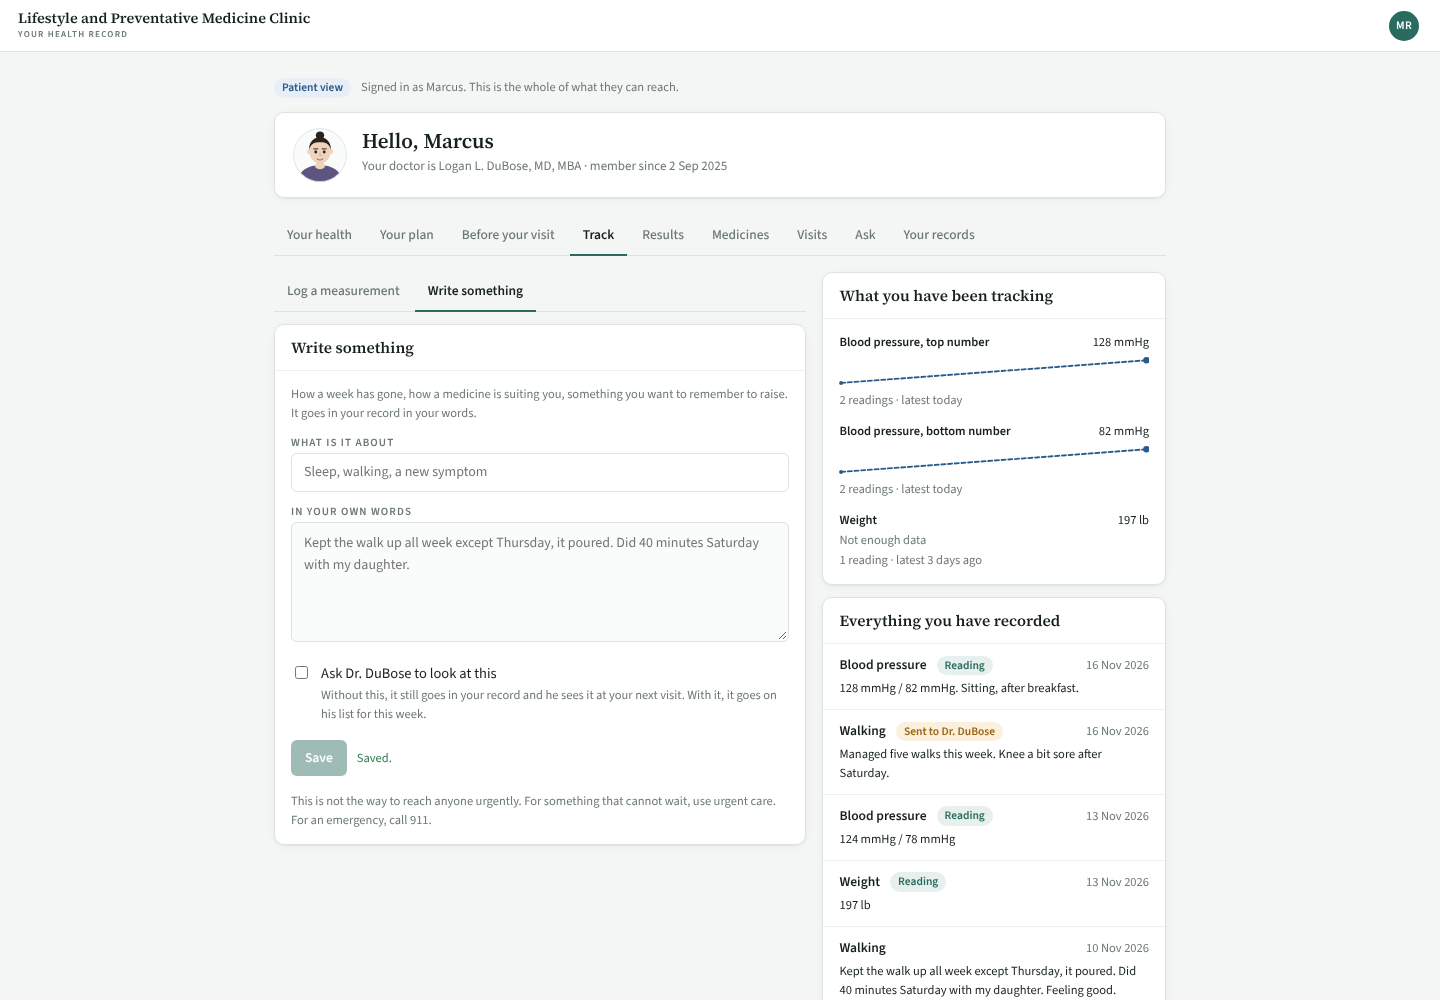 Lifestyle and Preventative Medicine Clinic
YOUR HEALTH RECORD
MR
Patient view
Signed in as Marcus. This is the whole of what they can reach.
Hello, Marcus
Your doctor is Logan L. DuBose, MD, MBA · member since 2 Sep 2025
Your health
Your plan
Before your visit
Track
Results
Medicines
Visits
Ask
Your records
Log a measurement
Write something
Write something
How a week has gone, how a medicine is suiting you, something you want to remember to raise.
It goes in your record in your words.
WHAT IS IT ABOUT
Sleep, walking, a new symptom
IN YOUR OWN WORDS
Kept the walk up all week except Thursday, it poured. Did 40 minutes Saturday
with my daughter.
Ask Dr. DuBose to look at this
Without this, it still goes in your record and he sees it at your next visit. With it, it goes on
his list for this week.
Save
Saved.
This is not the way to reach anyone urgently. For something that cannot wait, use urgent care.
For an emergency, call 911.
What you have been tracking
Blood pressure, top number
128 mmHg
2 readings · latest today
Blood pressure, bottom number
82 mmHg
2 readings · latest today
Weight
197 lb
Not enough data
1 reading · latest 3 days ago
Everything you have recorded
Blood pressure
Reading
16 Nov 2026
128 mmHg / 82 mmHg. Sitting, after breakfast.
Walking
Sent to Dr. DuBose
16 Nov 2026
Managed five walks this week. Knee a bit sore after
Saturday.
Blood pressure
Reading
13 Nov 2026
124 mmHg / 78 mmHg
Weight
Reading
13 Nov 2026
197 lb
Walking
10 Nov 2026
Kept the walk up all week except Thursday, it poured. Did
40 minutes Saturday with my daughter. Feeling good.